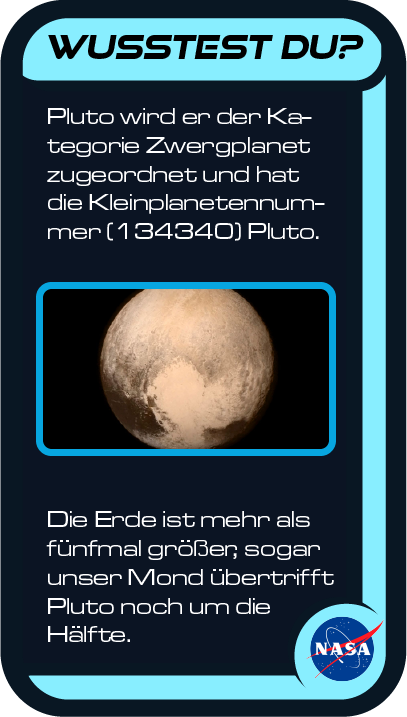 WUSSTEST DU?
Pluto wird er der Ka-
tegorie Zwergplanet
zugeordnet und hat
die Kleinplanetennum-
mer (134340) Pluto.
Die Erde ist mehr als
fünfmal größer, sogar
unser Mond übertrifft
Pluto noch um die
Hälfte.
NASA